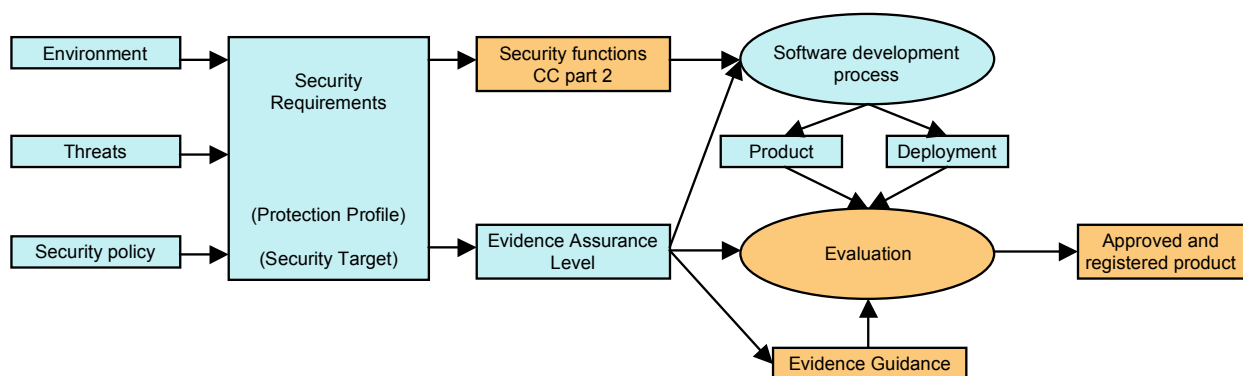 Environment
Threats
Security policy
Security
Requirements
(Protection Profile)
(Security Target)
Security functions
CC part 2
Evidence Assurance
Level
Software development
process
Product
Deployment
Evaluation
Evidence Guidance
Approved and
registered product